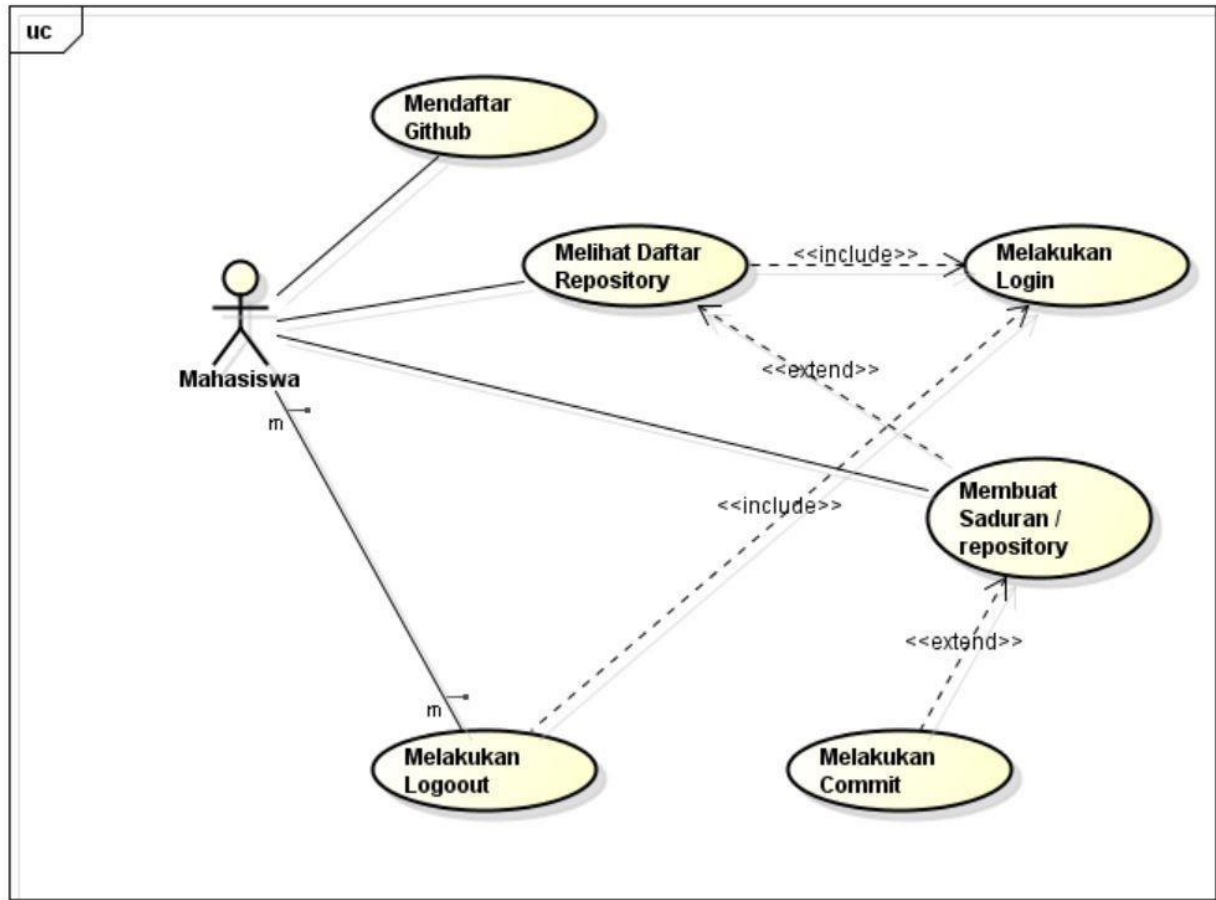 uc
Mendaftar
Github
Melihat Daftar
Repository
<<include>>
Melakukan
Login
Mahasiswa
<<extend>>
m
Membuat
Saduran /
repository
<<include>>
<<extend>>
m
Melakukan
Logoout
Melakukan
Commit